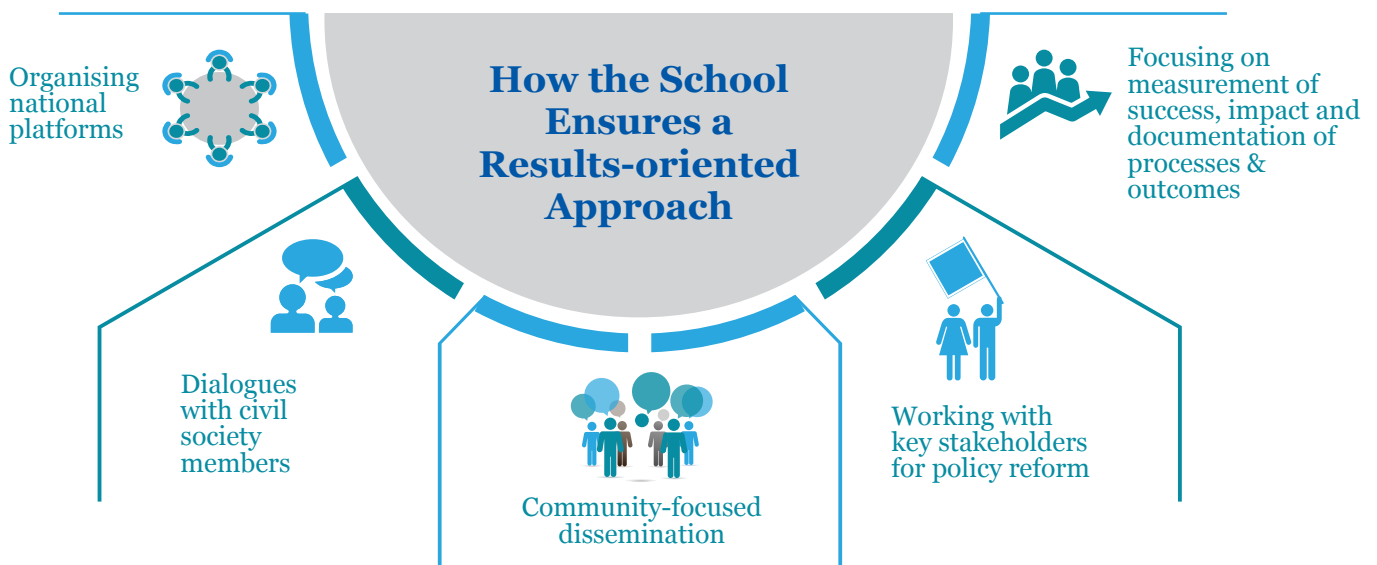 How the School
Ensures a
Results-oriented
Approach
Organising
national
platforms
Dialogues
with civil
society
members
Community-focused
dissemination
Working with
key stakeholders
for policy reform
Focusing on
measurement of
success, impact and
documentation of
processes &
outcomes